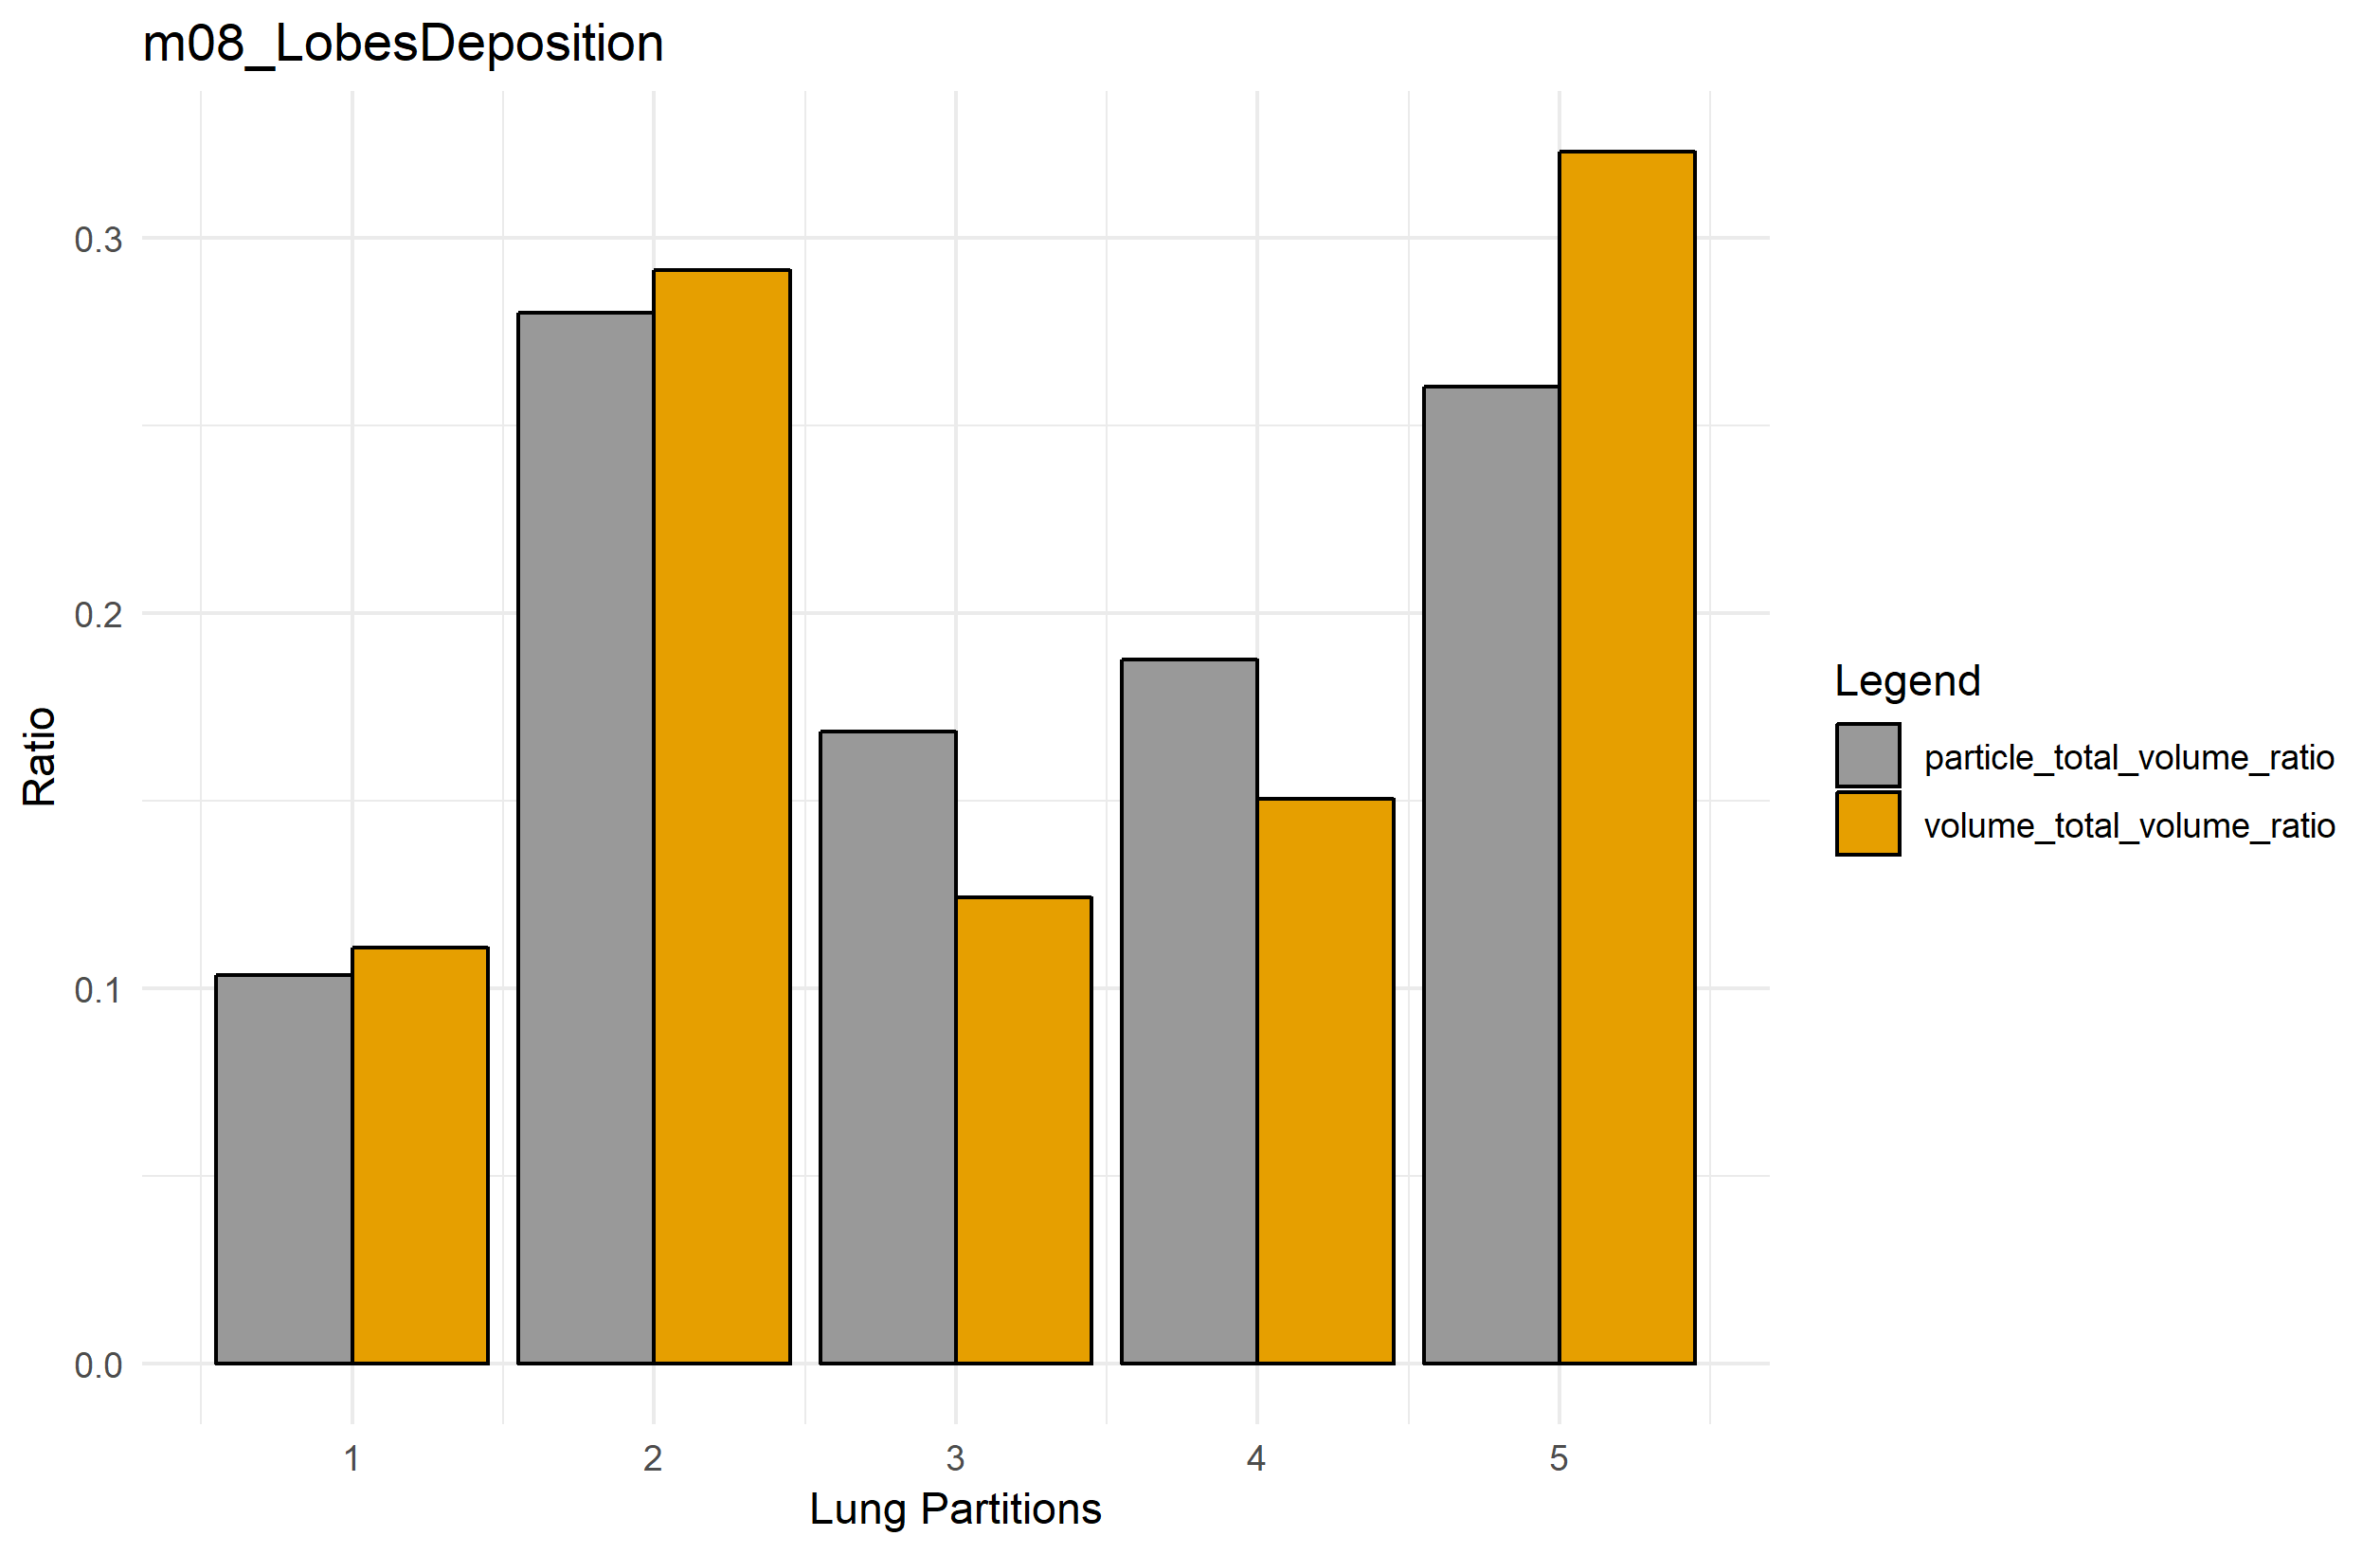 m08_LobesDeposition
Ratio
0.3
0.2
0.1
0.0
1 2 3 4 5
Lung Partitions
Legend
particle_total_volume_ratio
volume_total_volume_ratio